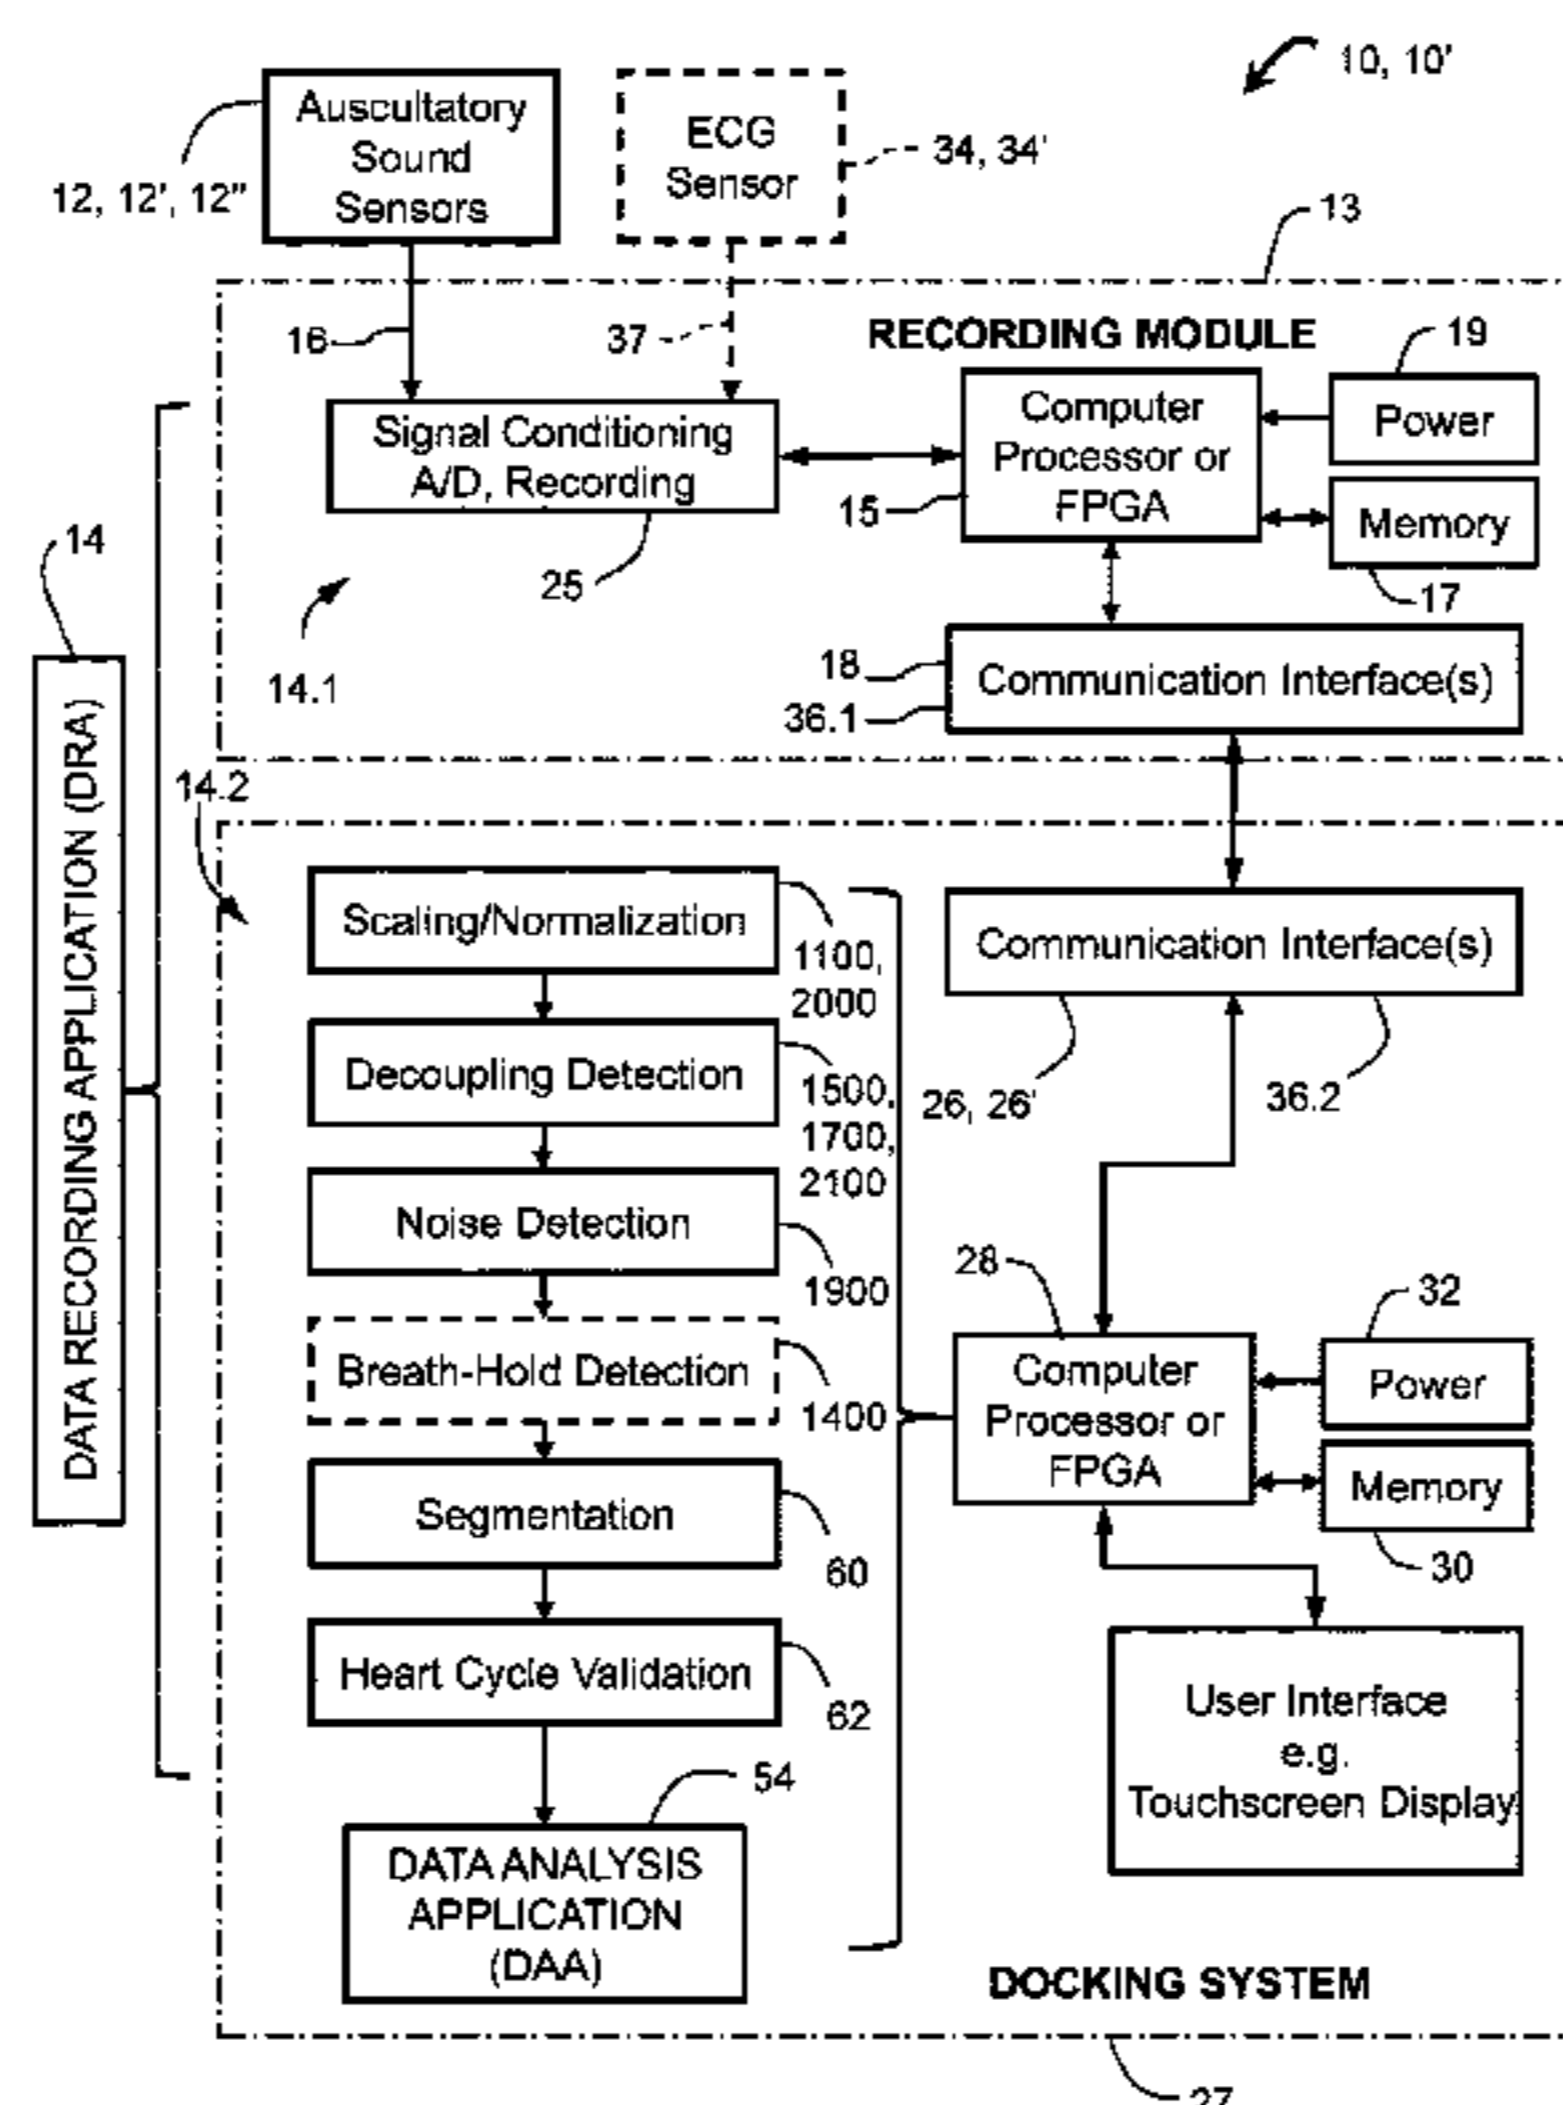 10, 10'
Auscultatory
Sound
Sensors
12, 12', 12"
ECG
Sensor
34, 34'
13
16
37
RECORDING MODULE
19
Signal Conditioning
A/D, Recording
Computer
Processor or
FPGA
Power
15
Memory
14
25
17
14.1
18
36.1
Communication Interface(s)
14.2
DATA RECORDING APPLICATION (DRA)
Scaling/Normalization
1100,
2000
Communication Interface(s)
Decoupling Detection
1500,
1700,
2100
26, 26'
36.2
Noise Detection
1900
28
32
Breath-Hold Detection
1400
Computer
Processor or
FPGA
Power
Memory
Segmentation
60
30
Heart Cycle Validation
62
User Interface
e.g.
Touchscreen Display
54
DATA ANALYSIS
APPLICATION
(DAA)
DOCKING SYSTEM
27